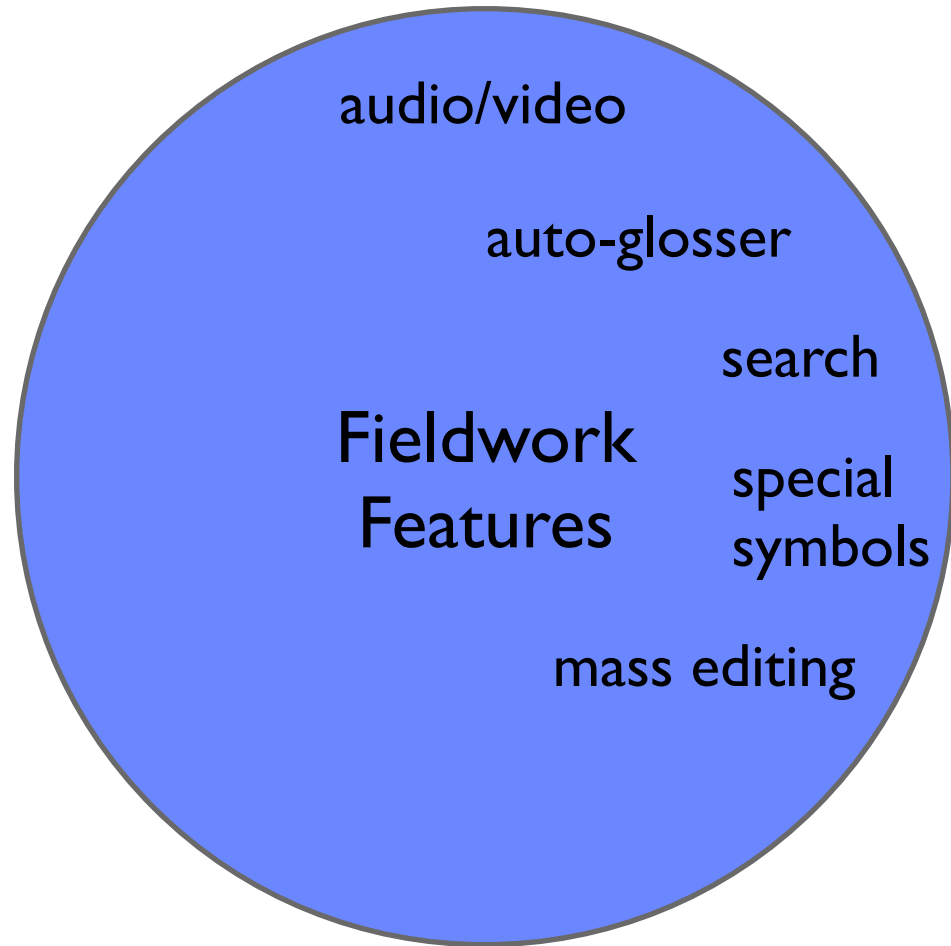 audio/video
auto-glosser
search
Fieldwork
Features
special
symbols
mass editing